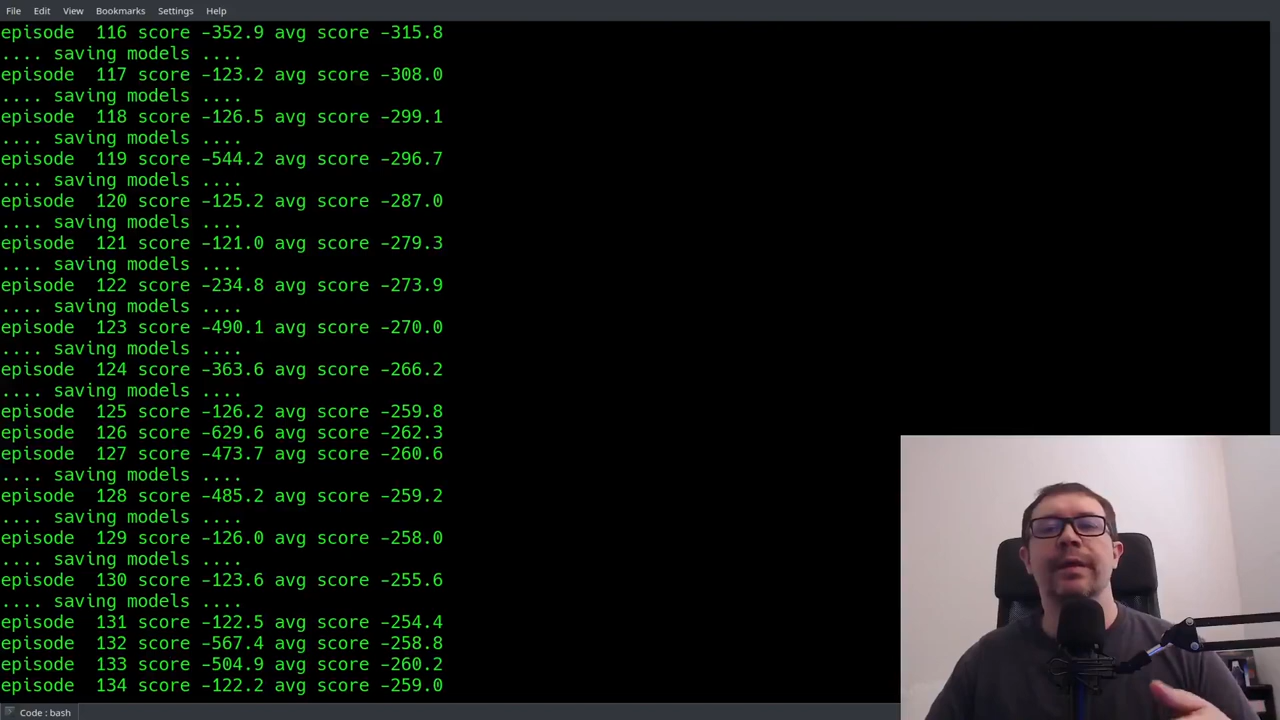 File Edit View Bookmarks Settings Help
episode  116 score -352.9 avg score -315.8
.... saving models ....
episode  117 score -123.2 avg score -308.0
.... saving models ....
episode  118 score -126.5 avg score -299.1
.... saving models ....
episode  119 score -544.2 avg score -296.7
.... saving models ....
episode  120 score -125.2 avg score -287.0
.... saving models ....
episode  121 score -121.0 avg score -279.3
.... saving models ....
episode  122 score -234.8 avg score -273.9
.... saving models ....
episode  123 score -490.1 avg score -270.0
.... saving models ....
episode  124 score -363.6 avg score -266.2
.... saving models ....
episode  125 score -126.2 avg score -259.8
episode  126 score -629.6 avg score -262.3
episode  127 score -473.7 avg score -260.6
.... saving models ....
episode  128 score -485.2 avg score -259.2
.... saving models ....
episode  129 score -126.0 avg score -258.0
.... saving models ....
episode  130 score -123.6 avg score -255.6
.... saving models ....
episode  131 score -122.5 avg score -254.4
episode  132 score -567.4 avg score -258.8
episode  133 score -504.9 avg score -260.2
episode  134 score -122.2 avg score -259.0
Code : bash